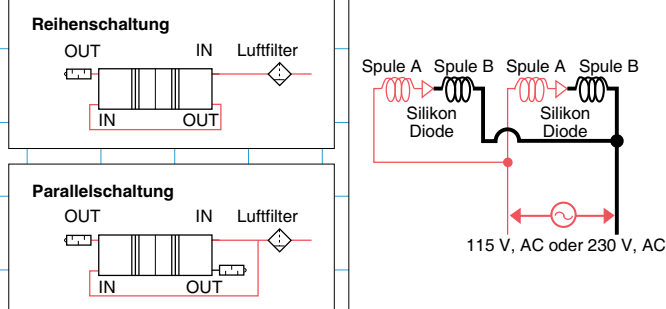 Reihenschaltung
OUT IN Luftfilter
IN OUT
Parallelschaltung
OUT IN Luftfilter
IN OUT
Spule A Spule B Spule A Spule B
Silikon Diode
Silikon Diode
115 V, AC oder 230 V, AC